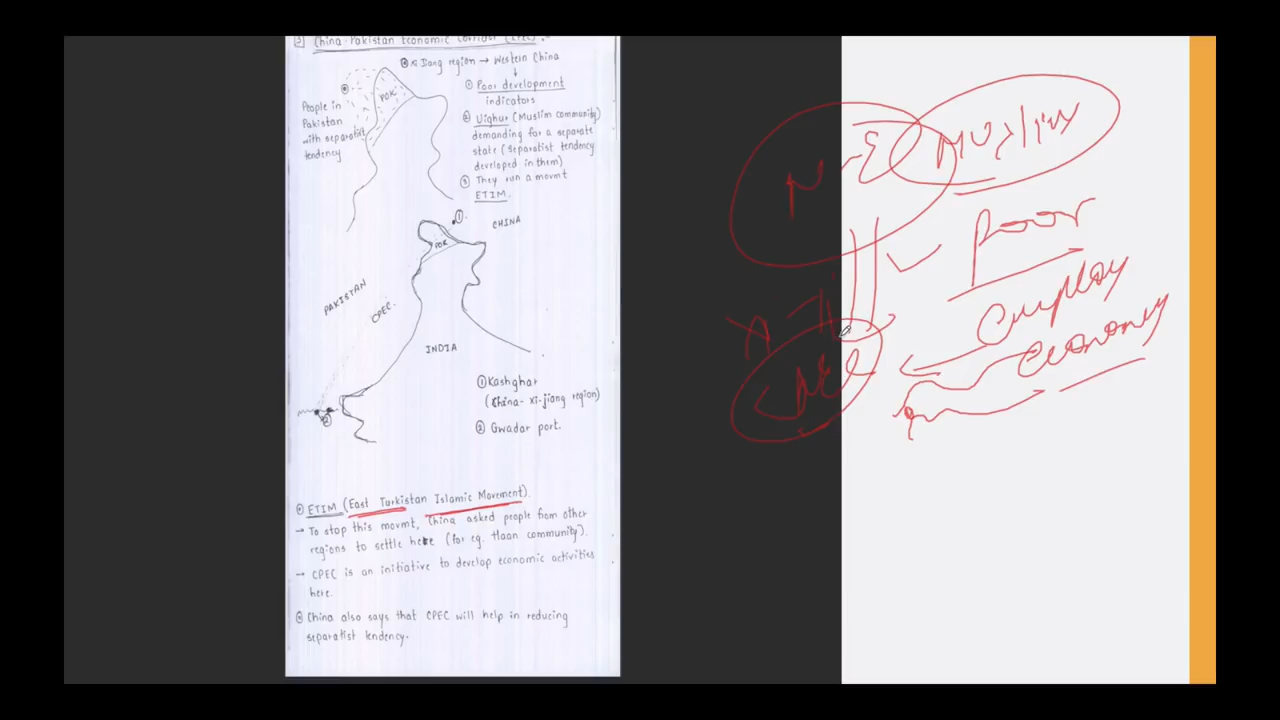 3 China-Pakistan Economic Corridor (CPEC) :-
Xi Jiang region → Western China
↓
① Poor development
indicators
POK
People in
Pakistan
with separatist
tendency
② Uighur (Muslim community)
demanding for a separate
state (separatist tendency
developed in them)
③ They run a movmt
ETIM.
①
CHINA
POK
PAKISTAN
CPEC.
INDIA
① Kashghar
(China- Xi-jiang region)
②
② Gwadar port.
ETIM (East Turkistan Islamic Movement).
→ To stop this movmt, China asked people from other
regions to settle here (for eg. Haan community).
→ CPEC is an initiative to develop economic activities
here.
China also says that CPEC will help in reducing
separatist tendency.
Muslim
Poor
Employ
economy